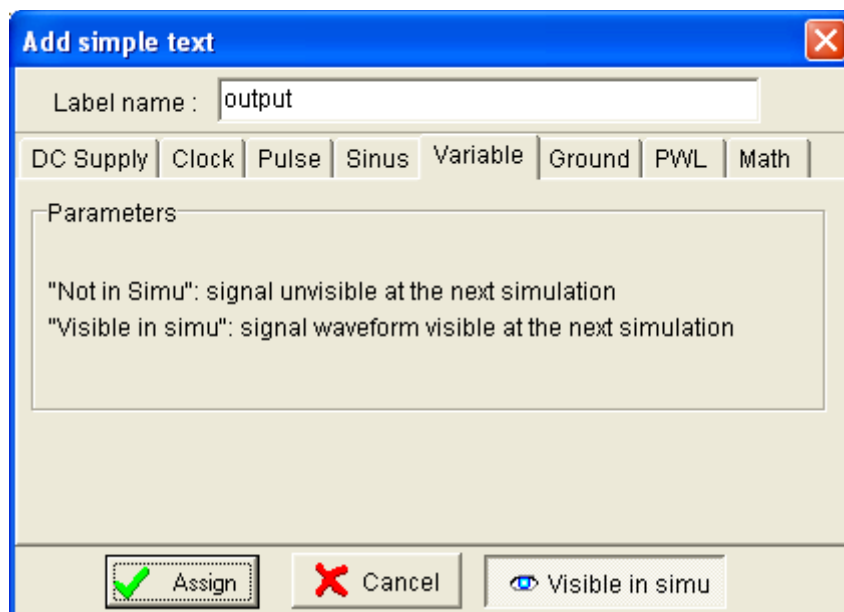 Add simple text
Label name : output
DC Supply Clock Pulse Sinus Variable Ground PWL Math
Parameters
"Not in Simu": signal unvisible at the next simulation
"Visible in simu": signal waveform visible at the next simulation
Assign Cancel Visible in simu